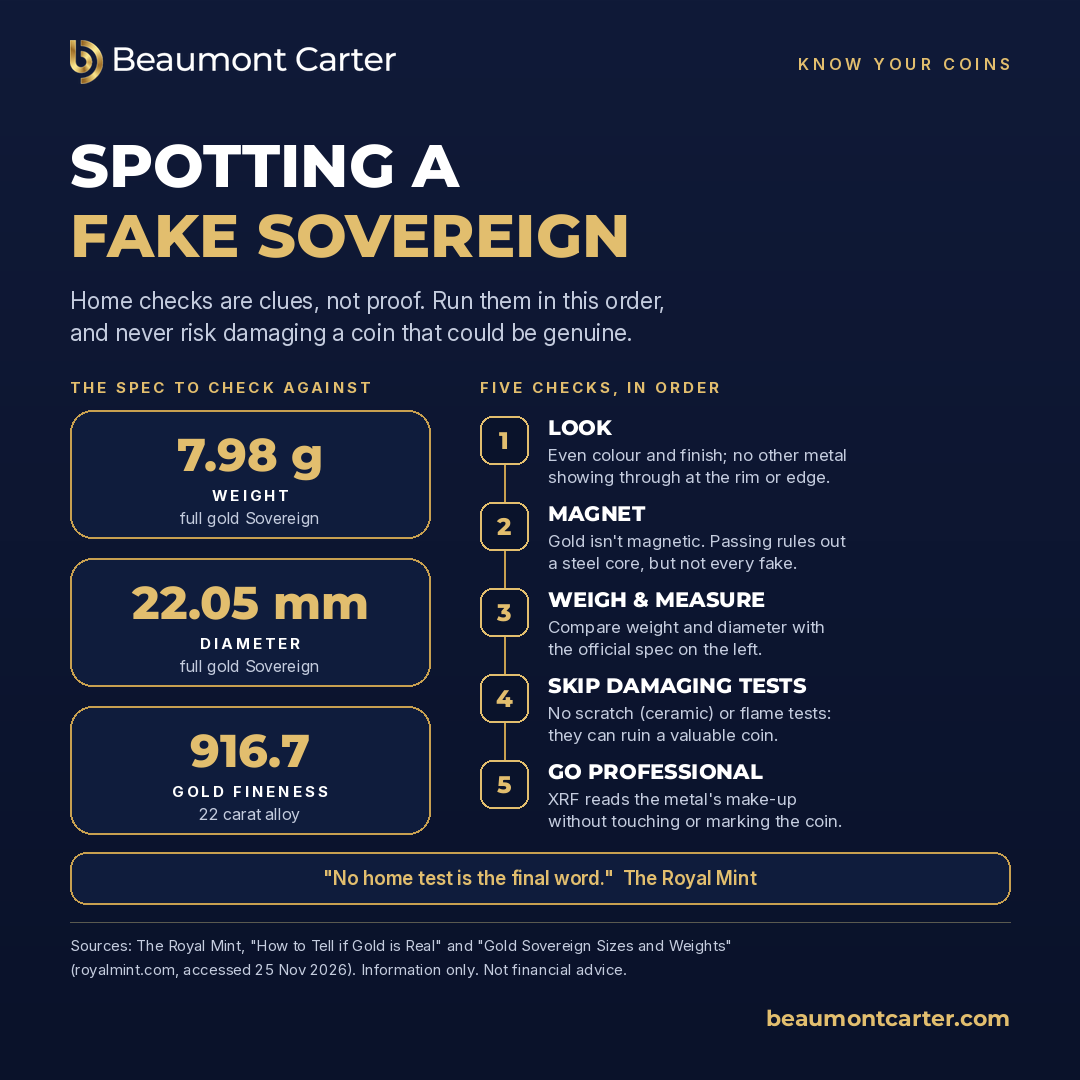 Beaumont Carter
KNOW YOUR COINS
SPOTTING A
FAKE SOVEREIGN
Home checks are clues, not proof. Run them in this order,
and never risk damaging a coin that could be genuine.
THE SPEC TO CHECK AGAINST
7.98 g
WEIGHT
full gold Sovereign
22.05 mm
DIAMETER
full gold Sovereign
916.7
GOLD FINENESS
22 carat alloy
FIVE CHECKS, IN ORDER
1
LOOK
Even colour and finish; no other metal
showing through at the rim or edge.
2
MAGNET
Gold isn't magnetic. Passing rules out
a steel core, but not every fake.
3
WEIGH & MEASURE
Compare weight and diameter with
the official spec on the left.
4
SKIP DAMAGING TESTS
No scratch (ceramic) or flame tests:
they can ruin a valuable coin.
5
GO PROFESSIONAL
XRF reads the metal's make-up
without touching or marking the coin.
"No home test is the final word." The Royal Mint
Sources: The Royal Mint, "How to Tell if Gold is Real" and "Gold Sovereign Sizes and Weights"
(royalmint.com, accessed 25 Nov 2026). Information only. Not financial advice.
beaumontcarter.com